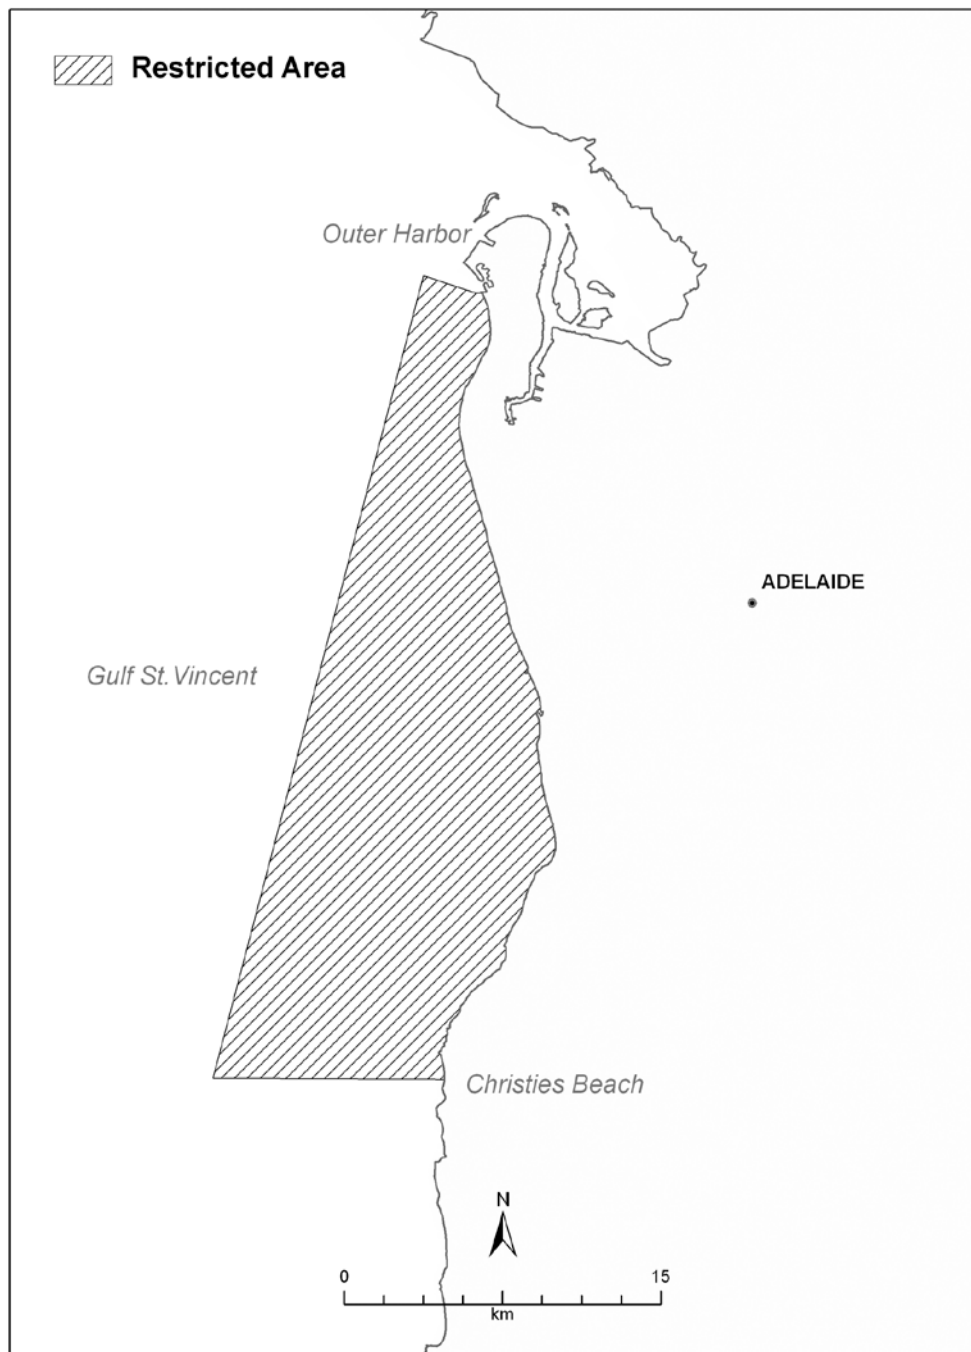 Restricted Area
Outer Harbor
ADELAIDE
Gulf St. Vincent
Christies Beach
N
0 15
km